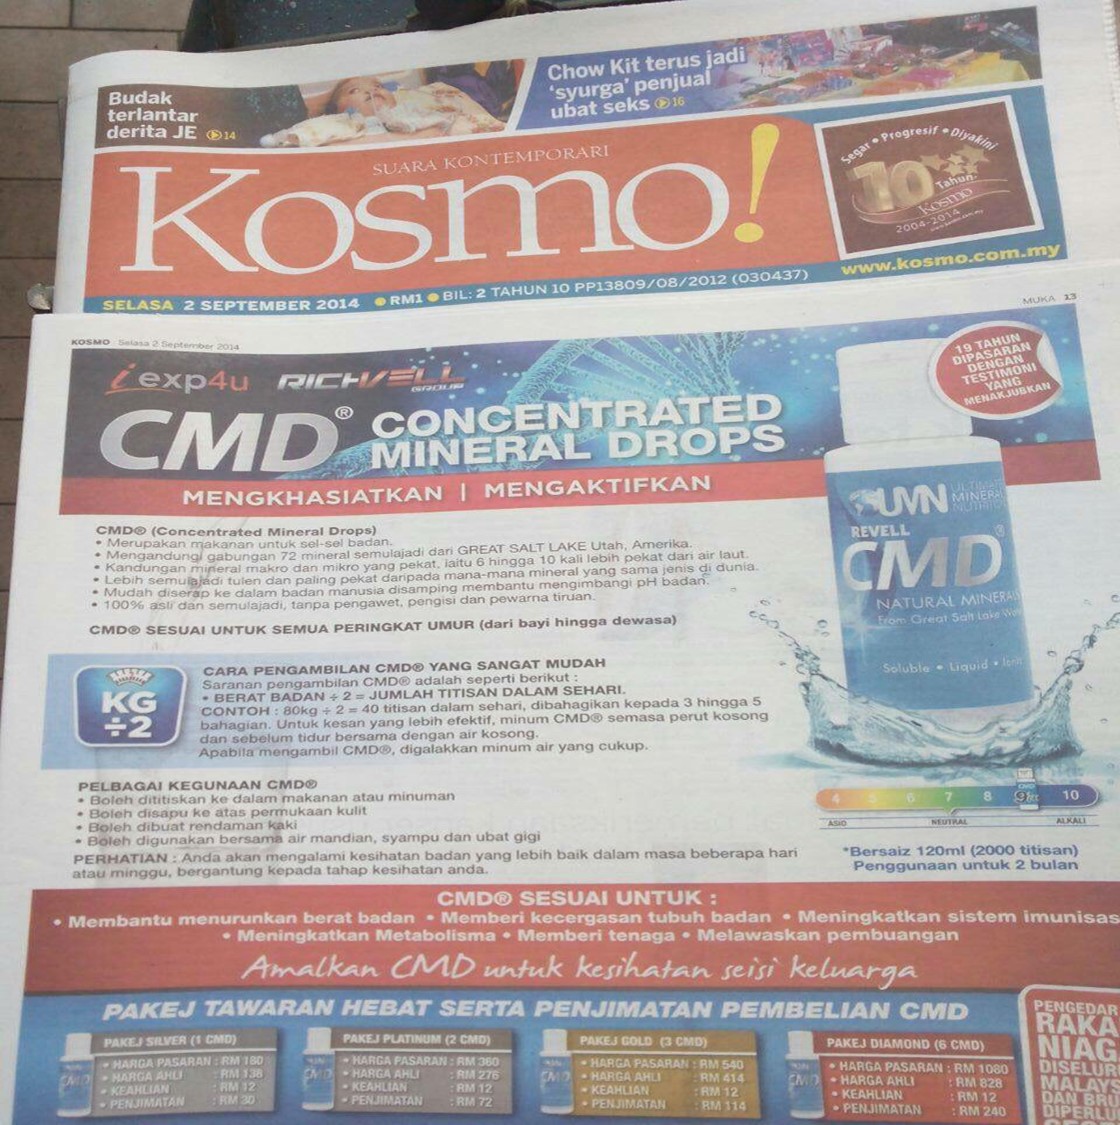 Budak
terlantar
derita JE 14
Chow Kit terus jadi
'syurga' penjual
ubat seks 16
SUARA KONTEMPORARI
Kosmo!
Segar • Progresif • Diyakini
10
Tahun
Kosmo
2004-2014
www.kosmo.com.my
SELASA 2 SEPTEMBER 2014 ● RM1 ● BIL: 2 TAHUN 10 PP13809/08/2012 (030437)
MUKA 13
KOSMO Selasa 2 September 2014
iexp4u RICHWELL GROUP
CMD® CONCENTRATED
MINERAL DROPS
19 TAHUN
DIPASARAN
DENGAN
TESTIMONI
YANG
MENAKJUBKAN
MENGKHASIATKAN | MENGAKTIFKAN
UMN ULTIMATE
MINERAL
NUTRITION
REVELL
CMD®
NATURAL MINERAL
From Great Salt Lake
Soluble • Liquid • Ionic
CMD® (Concentrated Mineral Drops)
• Merupakan makanan untuk sel-sel badan.
• Mengandungi gabungan 72 mineral semulajadi dari GREAT SALT LAKE Utah, Amerika.
• Kandungan mineral makro dan mikro yang pekat, iaitu 6 hingga 10 kali lebih pekat dari air laut.
• Lebih semulajadi tulen dan paling pekat daripada mana-mana mineral yang sama jenis di dunia.
• Mudah diserap ke dalam badan manusia disamping membantu mengimbangi pH badan.
• 100% asli dan semulajadi, tanpa pengawet, pengisi dan pewarna tiruan.
CMD® SESUAI UNTUK SEMUA PERINGKAT UMUR (dari bayi hingga dewasa)
KG
÷2
CARA PENGAMBILAN CMD® YANG SANGAT MUDAH
Saranan pengambilan CMD® adalah seperti berikut :
• BERAT BADAN ÷ 2 = JUMLAH TITISAN DALAM SEHARI.
CONTOH : 80kg ÷ 2 = 40 titisan dalam sehari, dibahagikan kepada 3 hingga 5
bahagian. Untuk kesan yang lebih efektif, minum CMD® semasa perut kosong
dan sebelum tidur bersama dengan air kosong.
Apabila mengambil CMD®, digalakkan minum air yang cukup.
PELBAGAI KEGUNAAN CMD®
• Boleh dititiskan ke dalam makanan atau minuman
• Boleh disapu ke atas permukaan kulit
• Boleh dibuat rendaman kaki
• Boleh digunakan bersama air mandian, syampu dan ubat gigi
PERHATIAN : Anda akan mengalami kesihatan badan yang lebih baik dalam masa beberapa hari
atau minggu, bergantung kepada tahap kesihatan anda.
4 5 6 7 8 9 10
ASID NEUTRAL ALKALI
*Bersaiz 120ml (2000 titisan)
Penggunaan untuk 2 bulan
CMD® SESUAI UNTUK :
• Membantu menurunkan berat badan • Memberi kecergasan tubuh badan • Meningkatkan sistem imunisas
• Meningkatkan Metabolisma • Memberi tenaga • Melawaskan pembuangan
Amalkan CMD untuk kesihatan seisi keluarga
PAKEJ TAWARAN HEBAT SERTA PENJIMATAN PEMBELIAN CMD
PAKEJ SILVER (1 CMD)
• HARGA PASARAN : RM 180
• HARGA AHLI : RM 138
• KEAHLIAN : RM 12
• PENJIMATAN : RM 30
PAKEJ PLATINUM (2 CMD)
• HARGA PASARAN : RM 360
• HARGA AHLI : RM 276
• KEAHLIAN : RM 12
• PENJIMATAN : RM 72
PAKEJ GOLD (3 CMD)
• HARGA PASARAN : RM 540
• HARGA AHLI : RM 414
• KEAHLIAN : RM 12
• PENJIMATAN : RM 114
PAKEJ DIAMOND (6 CMD)
• HARGA PASARAN : RM 1080
• HARGA AHLI : RM 828
• KEAHLIAN : RM 12
• PENJIMATAN : RM 240
PENGEDAR
RAKA
NIAG
DISELUR
MALAY
DAN BRU
DIPERLU